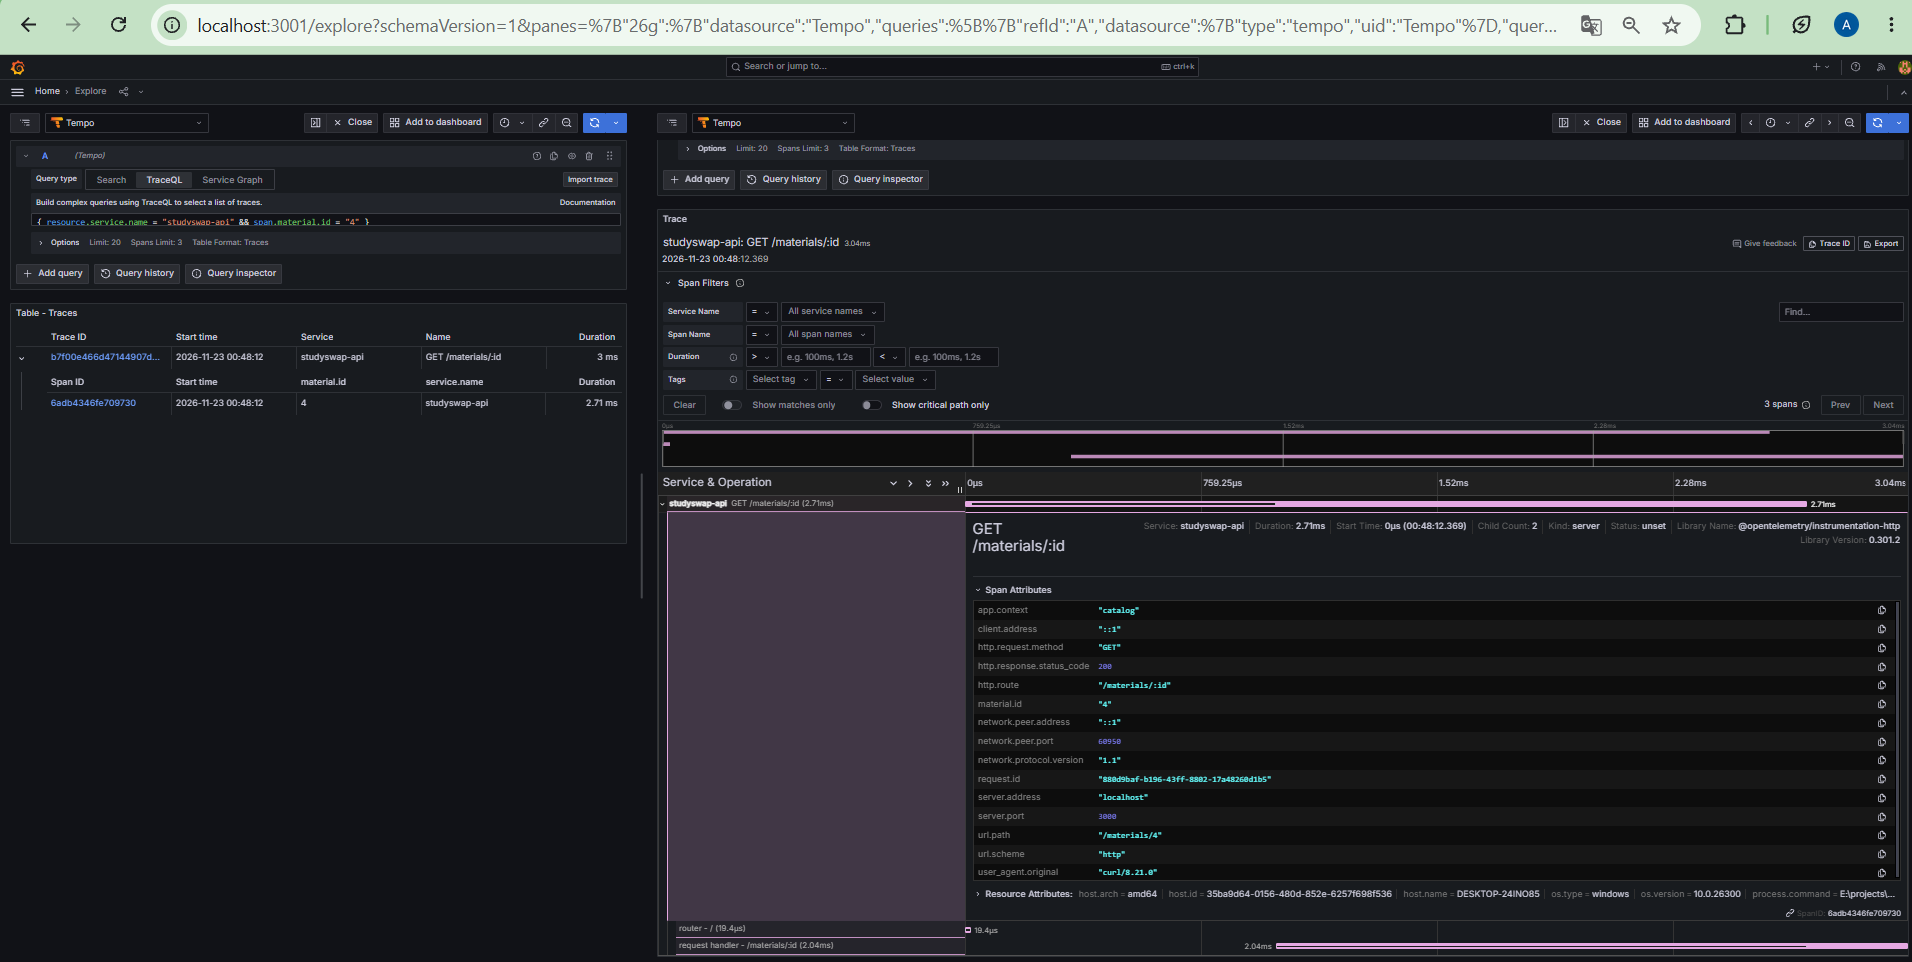 localhost:3001/explore?schemaVersion=1&panes=%7B"26g":%7B"datasource":"Tempo","queries":%5B%7B"refId":"A","datasource":%7B"type":"tempo","uid":"Tempo"%7D,"quer...
A
Search or jump to...
ctrl+k
Home › Explore
Tempo
Close
Add to dashboard
A (Tempo)
Query type
Search
TraceQL
Service Graph
Import trace
Build complex queries using TraceQL to select a list of traces.
Documentation
{ resource.service.name = "studyswap-api" && span.material.id = "4" }
Options Limit: 20 Spans Limit: 3 Table Format: Traces
+ Add query
Query history
Query inspector
Table - Traces
Trace ID Start time Service Name Duration
b7f00e466d47144907d... 2026-11-23 00:48:12 studyswap-api GET /materials/:id 3 ms
Span ID Start time material.id service.name Duration
6adb4346fe709730 2026-11-23 00:48:12 4 studyswap-api 2.71 ms
Tempo
Close
Add to dashboard
Options Limit: 20 Spans Limit: 3 Table Format: Traces
+ Add query
Query history
Query inspector
Trace
studyswap-api: GET /materials/:id 3.04ms
Give feedback
Trace ID
Export
2026-11-23 00:48:12.369
Span Filters
Service Name = All service names
Find...
Span Name = All span names
Duration > e.g. 100ms, 1.2s < e.g. 100ms, 1.2s
Tags Select tag = Select value
Clear
Show matches only
Show critical path only
3 spans
Prev
Next
0µs 759.25µs 1.52ms 2.28ms 3.04ms
Service & Operation
0µs 759.25µs 1.52ms 2.28ms 3.04ms
studyswap-api GET /materials/:id (2.71ms)
2.71ms
GET
/materials/:id
Service: studyswap-api Duration: 2.71ms Start Time: 0µs (00:48:12.369) Child Count: 2 Kind: server Status: unset Library Name: @opentelemetry/instrumentation-http
Library Version: 0.301.2
Span Attributes
app.context "catalog"
client.address "::1"
http.request.method "GET"
http.response.status_code 200
http.route "/materials/:id"
material.id "4"
network.peer.address "::1"
network.peer.port 60950
network.protocol.version "1.1"
request.id "880d9baf-b196-43ff-8802-17a48260d1b5"
server.address "localhost"
server.port 3000
url.path "/materials/4"
url.scheme "http"
user_agent.original "curl/8.21.0"
Resource Attributes: host.arch = amd64 host.id = 35ba9d64-0156-480d-852e-6257f698f536 host.name = DESKTOP-24INO85 os.type = windows os.version = 10.0.26300 process.command = E:\projects\...
SpanID: 6adb4346fe709730
router - / (19.4µs)
19.4µs
request handler - /materials/:id (2.04ms)
2.04ms